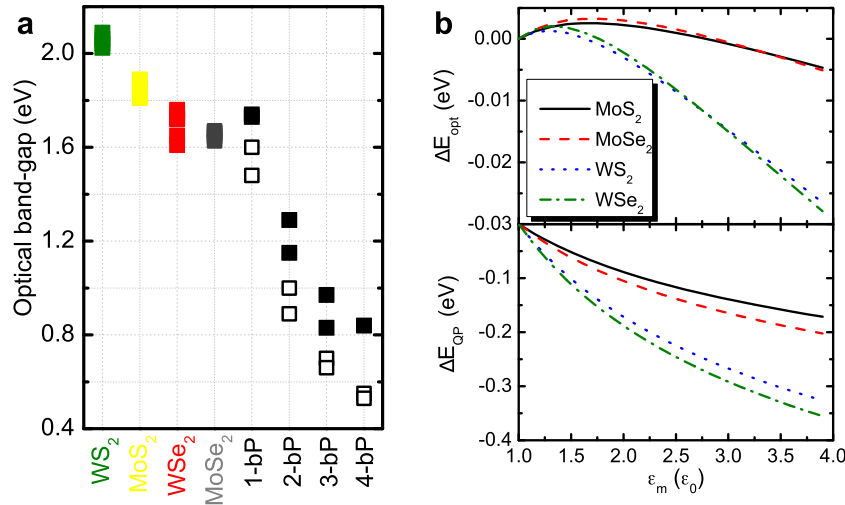 a
Optical band-gap (eV)
2.0
1.6
1.2
0.8
0.4
WS2
MoS2
WSe2
MoSe2
1-bP
2-bP
3-bP
4-bP
b
ΔEopt (eV)
0.00
-0.01
-0.02
-0.03
MoS2
MoSe2
WS2
WSe2
ΔEQP (eV)
-0.1
-0.2
-0.3
-0.4
1.0 1.5 2.0 2.5 3.0 3.5 4.0
εm (ε0)